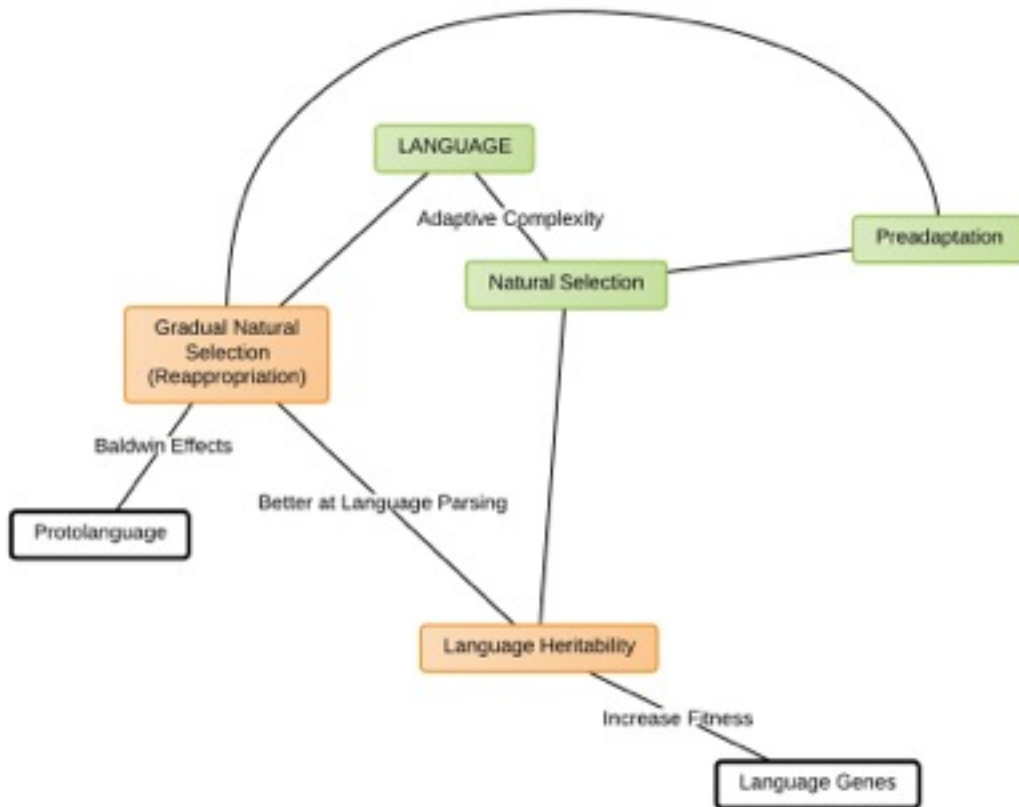 LANGUAGE
Adaptive Complexity
Preadaptation
Natural Selection
Gradual Natural
Selection
(Reappropriation)
Baldwin Effects
Better at Language Parsing
Protolanguage
Language Heritability
Increase Fitness
Language Genes